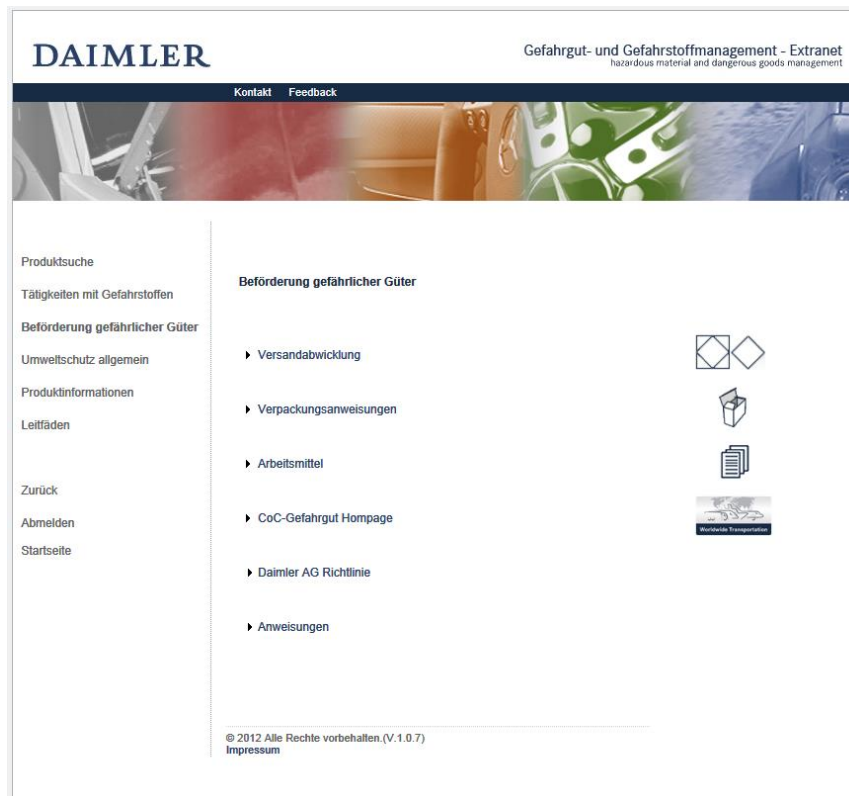 DAIMLER
Gefahrgut- und Gefahrstoffmanagement - Extranet
hazardous material and dangerous goods management
Kontakt Feedback
Produktsuche
Tätigkeiten mit Gefahrstoffen
Beförderung gefährlicher Güter
Umweltschutz allgemein
Produktinformationen
Leitfäden
Zurück
Abmelden
Startseite
Beförderung gefährlicher Güter
Versandabwicklung
Verpackungsanweisungen
Arbeitsmittel
CoC-Gefahrgut Hompage
Worldwide Transportation
Daimler AG Richtlinie
Anweisungen
© 2012 Alle Rechte vorbehalten.(V.1.0.7)
Impressum